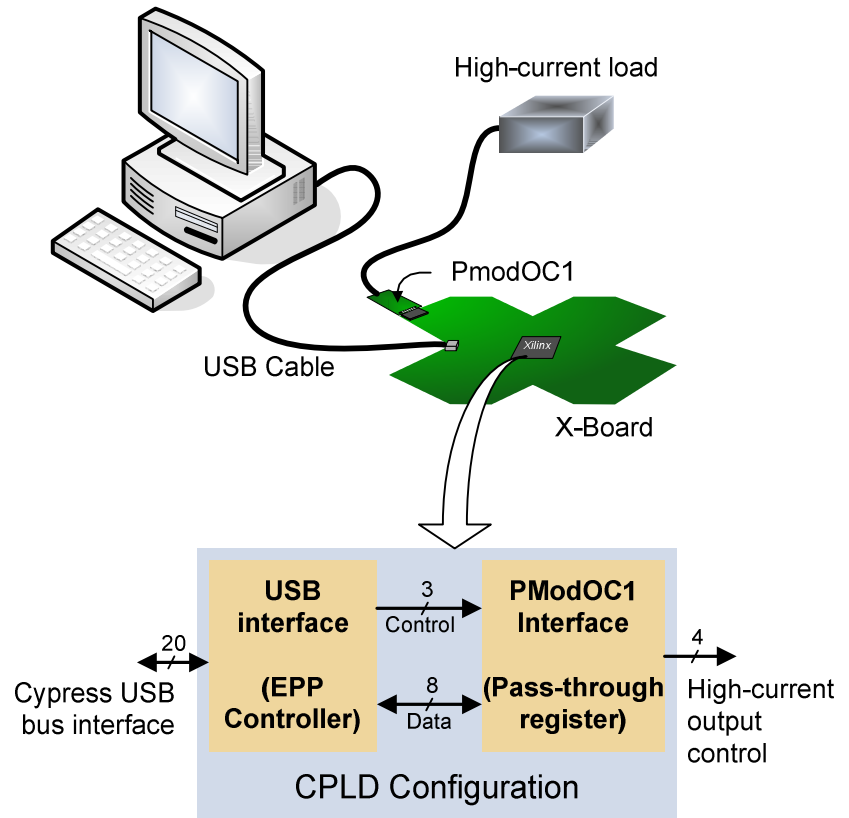 High-current load
PmodOC1
USB Cable
Xilinx
X-Board
USB
interface
(EPP
Controller)
3
Control
8
Data
PModOC1
Interface
(Pass-through
register)
20
Cypress USB
bus interface
4
High-current
output
control
CPLD Configuration